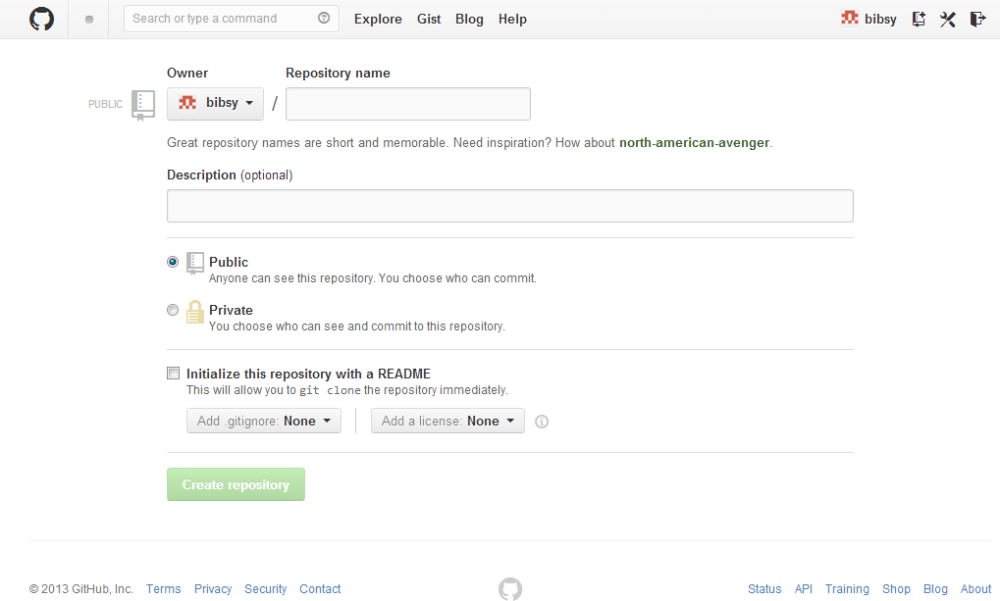 Search or type a command Explore Gist Blog Help bibsy
Owner Repository name
PUBLIC bibsy /
Great repository names are short and memorable. Need inspiration? How about north-american-avenger.
Description (optional)
Public
Anyone can see this repository. You choose who can commit.
Private
You choose who can see and commit to this repository.
Initialize this repository with a README
This will allow you to git clone the repository immediately.
Add .gitignore: None Add a license: None
Create repository
© 2013 GitHub, Inc. Terms Privacy Security Contact Status API Training Shop Blog About